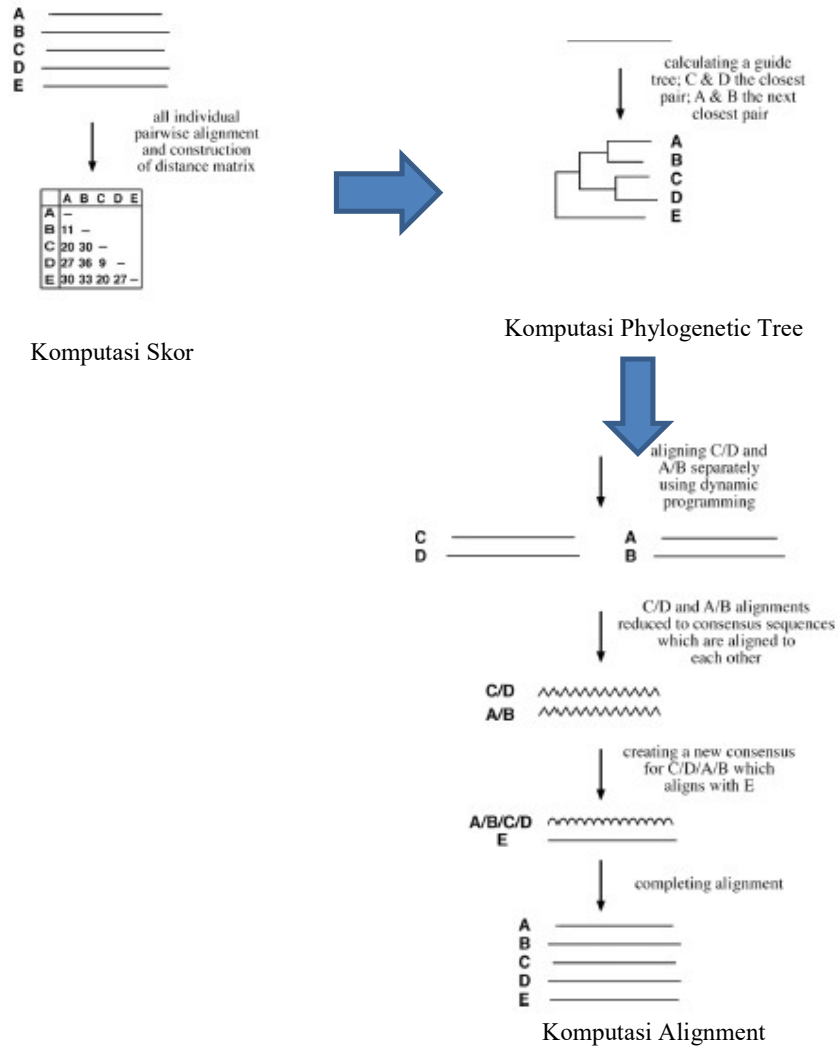 A
B
C
D
E
all individual
pairwise alignment
and construction
of distance matrix
A B C D E
A –
B 11 –
C 20 30 –
D 27 36 9 –
E 30 33 20 27 –
Komputasi Skor
calculating a guide
tree; C & D the closest
pair; A & B the next
closest pair
A
B
C
D
E
Komputasi Phylogenetic Tree
aligning C/D and
A/B separately
using dynamic
programming
C
D
A
B
C/D and A/B alignments
reduced to consensus sequences
which are aligned to
each other
C/D
A/B
creating a new consensus
for C/D/A/B which
aligns with E
A/B/C/D
E
completing alignment
A
B
C
D
E
Komputasi Alignment